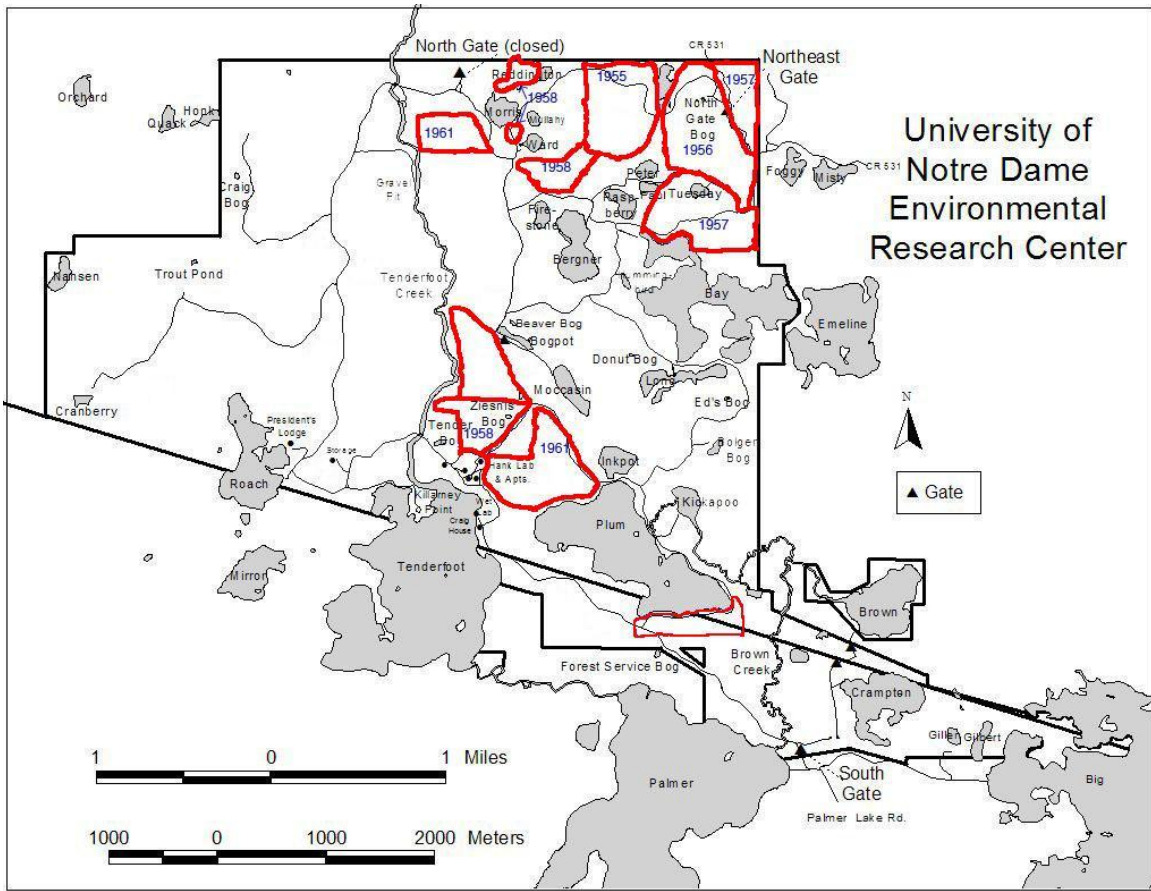 University of
Notre Dame
Environmental
Research Center
North Gate (closed)
CR 531
Northeast
Gate
Orchard
Honk
Quack
Reddington
1958
Morris
Mullahy
Ward
1955
1957
North
Gate
Bog
1956
1961
1958
Foggy
Misty
CR 531
Craig
Bog
Gravel
Pit
Peter
Paul
Tuesday
Rasp-
berry
Fire-
stone
1957
Bergner
Nansen
Trout Pond
Tenderfoot
Creek
Bay
Emeline
Beaver Bog
Bogpot
Donut Bog
Long
Moccasin
Ed's Bog
Cranberry
Ziesnis
Bog
President's
Lodge
Tender
1958
1961
Bolger
Bog
N
Storage
Hank Lab
& Apts.
Inkpot
Roach
Killarney
Point
Wet
Lab
Craig
House
Kickapoo
Plum
Gate
Mirror
Tenderfoot
Brown
Forest Service Bog
Brown
Creek
Crampton
Gilbert
1 0 1 Miles
Palmer
South
Gate
Big
Palmer Lake Rd.
1000 0 1000 2000 Meters